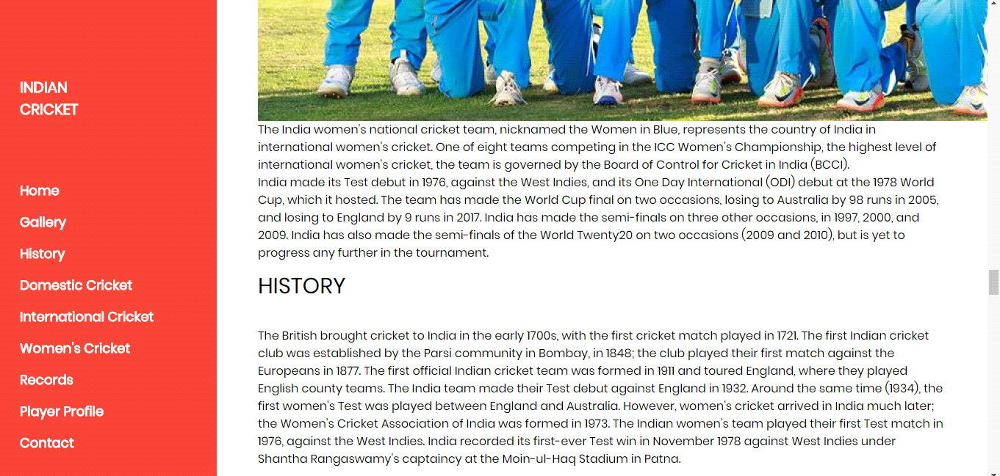 INDIAN
CRICKET
Home
Gallery
History
Domestic Cricket
International Cricket
Women's Cricket
Records
Player Profile
Contact
The India women's national cricket team, nicknamed the Women in Blue, represents the country of India in
international women's cricket. One of eight teams competing in the ICC Women's Championship, the highest level of
international women's cricket, the team is governed by the Board of Control for Cricket in India (BCCI).
India made its Test debut in 1976, against the West Indies, and its One Day International (ODI) debut at the 1978 World
Cup, which it hosted. The team has made the World Cup final on two occasions, losing to Australia by 98 runs in 2005,
and losing to England by 9 runs in 2017. India has made the semi-finals on three other occasions, in 1997, 2000, and
2009. India has also made the semi-finals of the World Twenty20 on two occasions (2009 and 2010), but is yet to
progress any further in the tournament.
HISTORY
The British brought cricket to India in the early 1700s, with the first cricket match played in 1721. The first Indian cricket
club was established by the Parsi community in Bombay, in 1848; the club played their first match against the
Europeans in 1877. The first official Indian cricket team was formed in 1911 and toured England, where they played
English county teams. The India team made their Test debut against England in 1932. Around the same time (1934), the
first women's Test was played between England and Australia. However, women's cricket arrived in India much later;
the Women's Cricket Association of India was formed in 1973. The Indian women's team played their first Test match in
1976, against the West Indies. India recorded its first-ever Test win in November 1978 against West Indies under
Shantha Rangaswamy's captaincy at the Moin-ul-Haq Stadium in Patna.